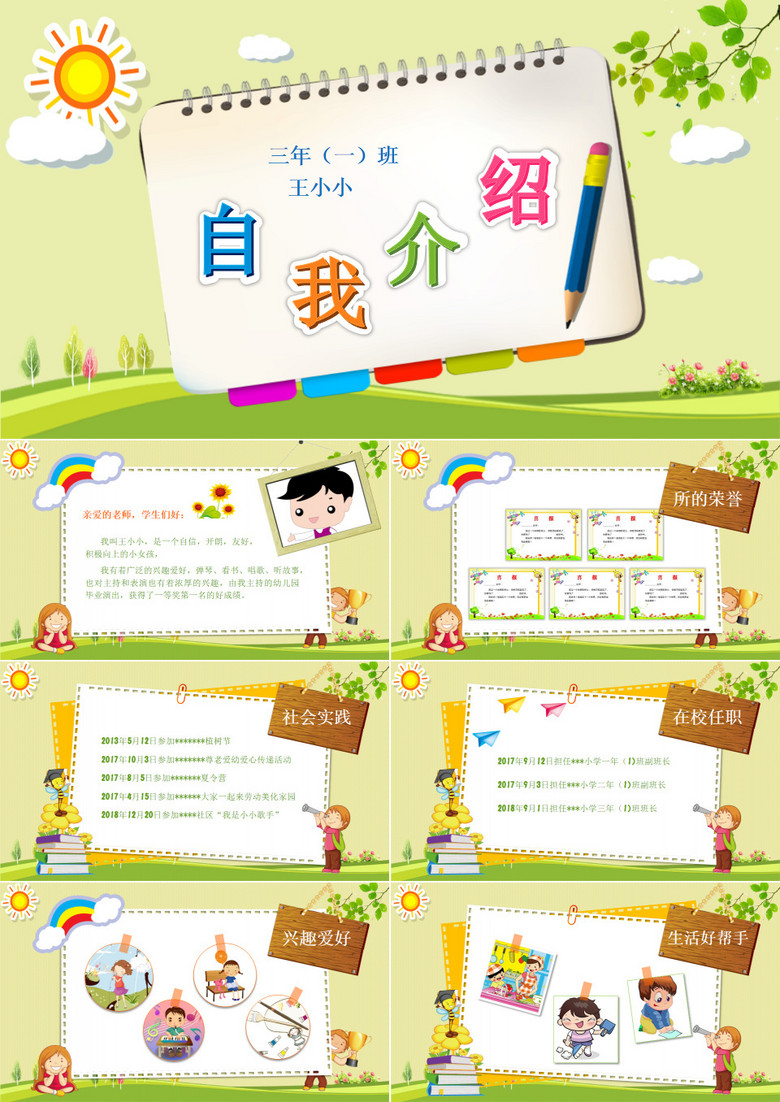 三年（一）班
王小小
自我介绍
亲爱的老师，学生们好：
我叫王小小，是一个自信，开朗，友好，
积极向上的小女孩，
我有着广泛的兴趣爱好，弹琴、看书、唱歌、听故事，
也对主持和表演也有着浓厚的兴趣，由我主持的幼儿园
毕业演出，获得了一等奖第一名的好成绩。
所的荣誉
喜报
喜报
喜报
喜报
喜报
社会实践
2013年5月12日参加*******植树节
2017年10月3日参加*******尊老爱幼爱心传递活动
2017年8月5日参加*******夏令营
2017年4月15日参加******大家一起来劳动美化家园
2018年12月20日参加****社区“我是小小歌手”
在校任职
2017年9月12日担任***小学一年（1）班副班长
2017年9月3日担任***小学二年（1）班副班长
2018年9月1日担任***小学三年（1）班班长
兴趣爱好
生活好帮手